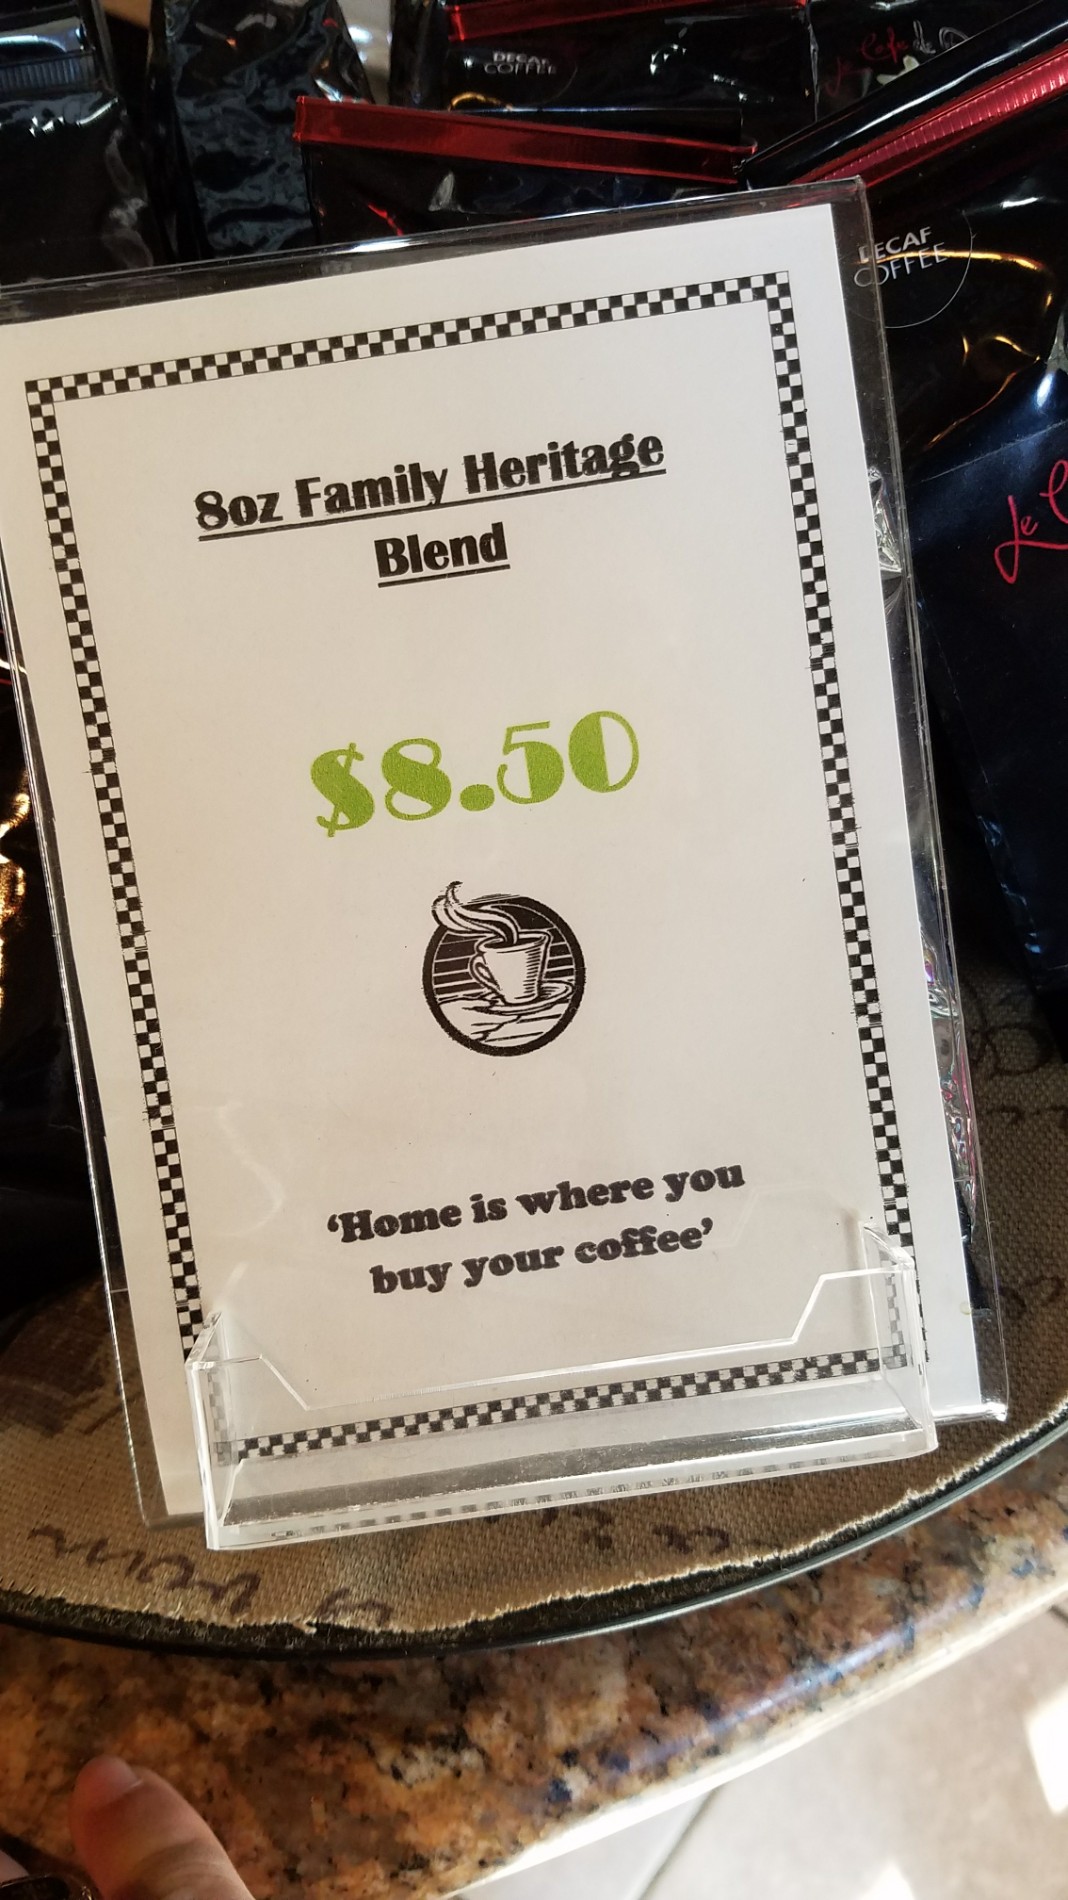 DECAF
COFFEE
DECAF
COFFEE
8oz Family Heritage
Blend
$8.50
'Home is where you
buy your coffee'